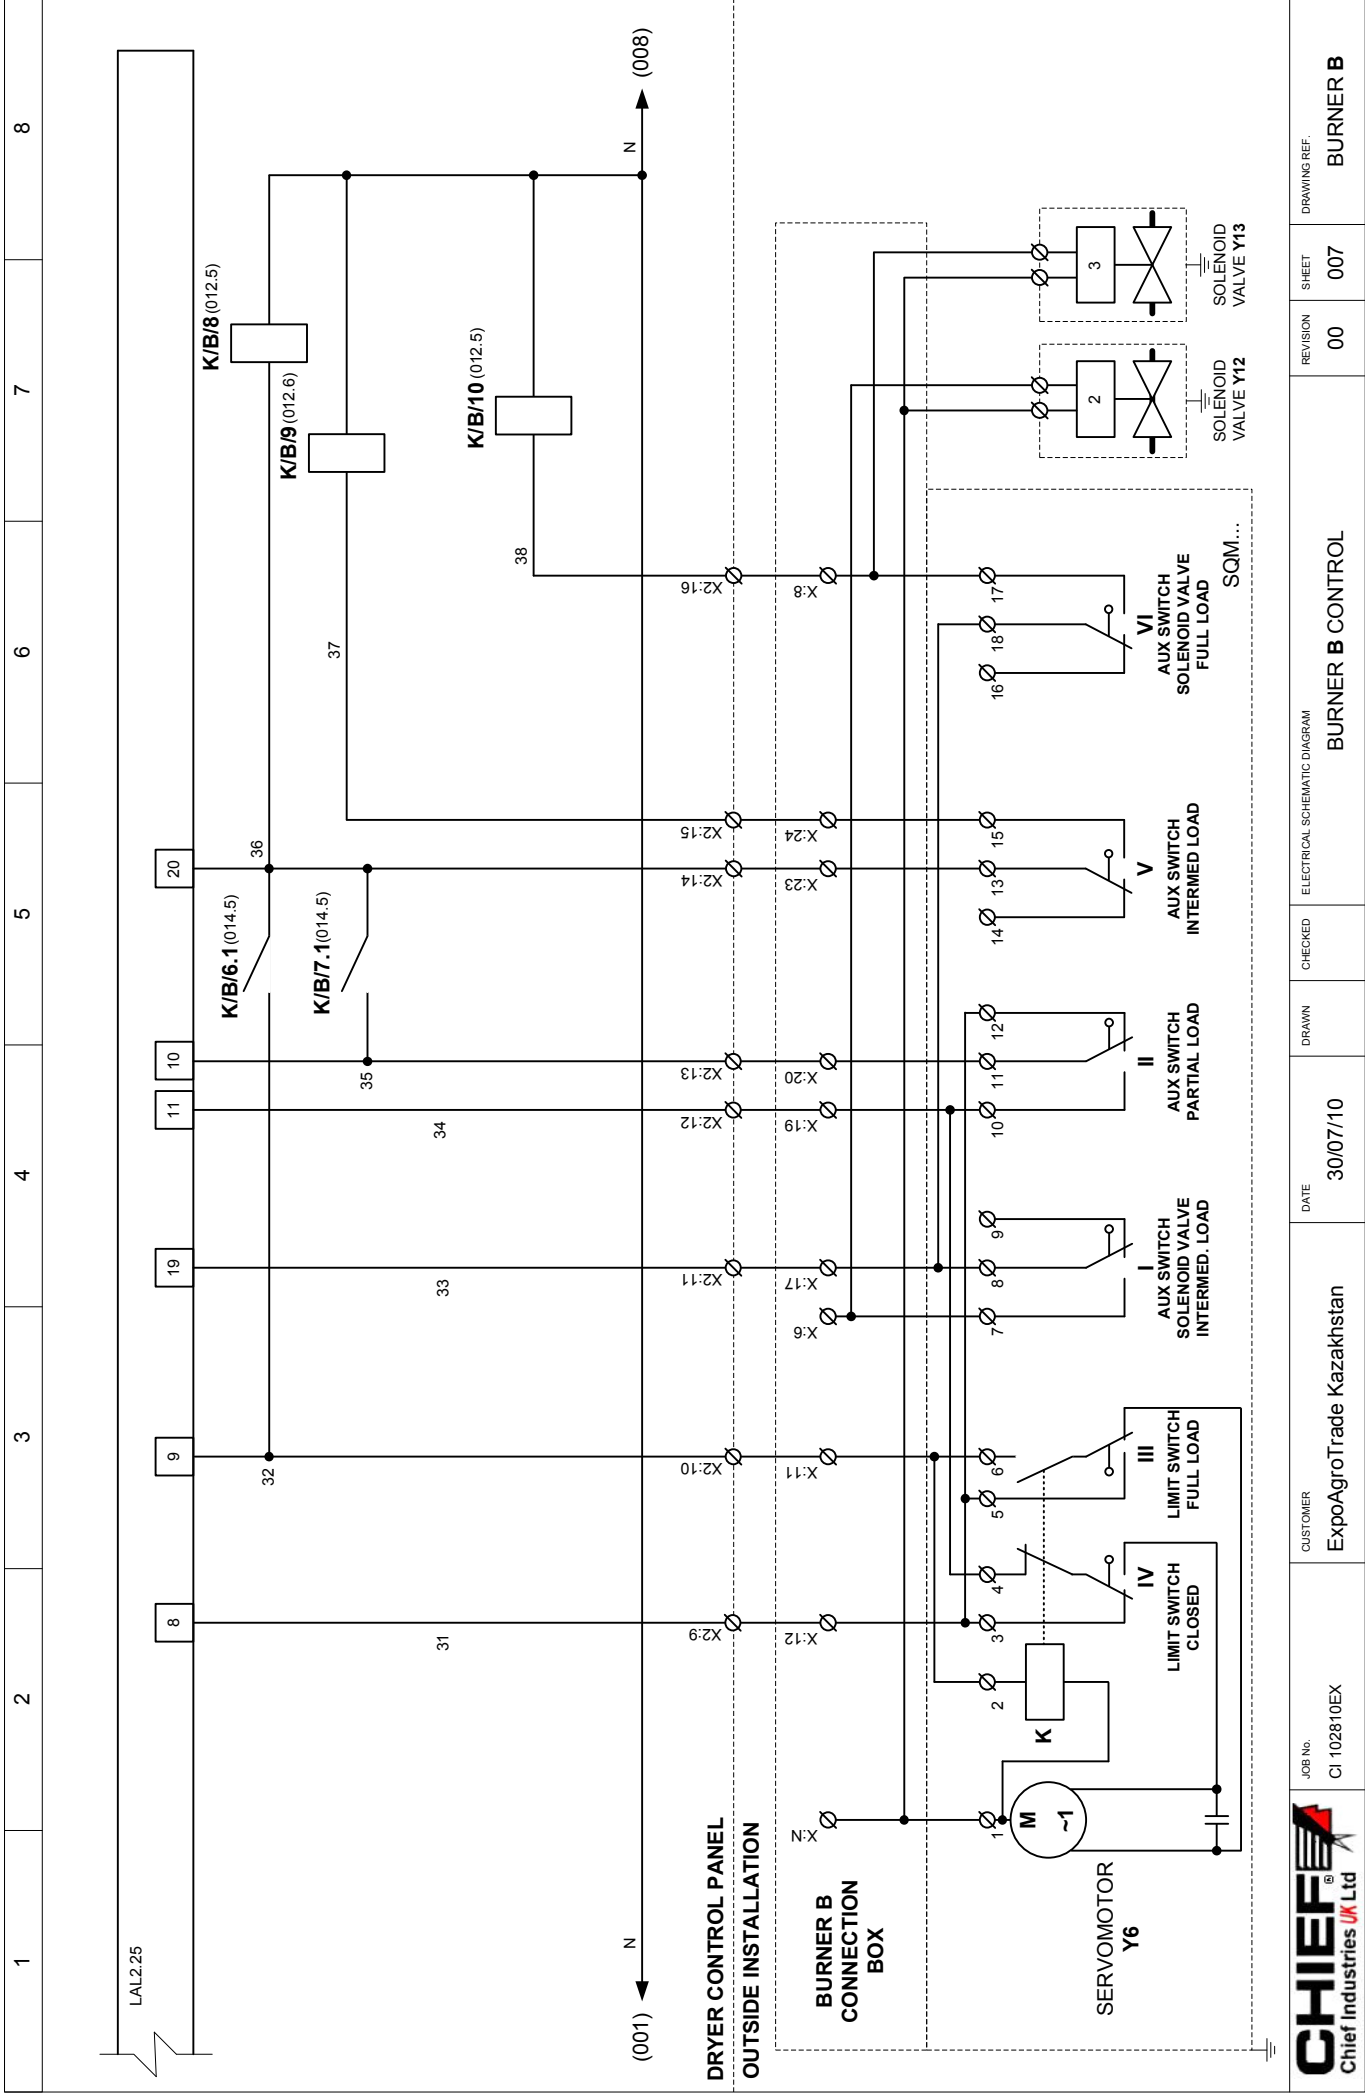 1
2
3
4
5
6
7
8
LAL2.25
8
9
19
11
10
20
31
32
33
34
35
36
37
38
K/B/6.1 (014.5)
K/B/7.1 (014.5)
K/B/8 (012.5)
K/B/9 (012.6)
K/B/10 (012.5)
(001)
N
N
(008)
DRYER CONTROL PANEL
OUTSIDE INSTALLATION
X2:9
X2:10
X2:11
X2:12
X2:13
X2:14
X2:15
X2:16
BURNER B
CONNECTION
BOX
X:N
X:12
X:11
X:6
X:17
X:19
X:20
X:23
X:24
X:8
1
2
3
4
5
6
7
8
9
10
11
12
14
13
15
16
18
17
M
~1
K
SERVOMOTOR
Y6
IV
LIMIT SWITCH
CLOSED
III
LIMIT SWITCH
FULL LOAD
I
AUX SWITCH
SOLENOID VALVE
INTERMED. LOAD
II
AUX SWITCH
PARTIAL LOAD
V
AUX SWITCH
INTERMED LOAD
VI
AUX SWITCH
SOLENOID VALVE
FULL LOAD
SQM...
2
SOLENOID
VALVE Y12
3
SOLENOID
VALVE Y13
CHIEF®
Chief Industries UK Ltd
JOB No.
CI 102810EX
CUSTOMER
ExpoAgroTrade Kazakhstan
DATE
30/07/10
DRAWN
CHECKED
ELECTRICAL SCHEMATIC DIAGRAM
BURNER B CONTROL
REVISION
00
SHEET
007
DRAWING REF.
BURNER B